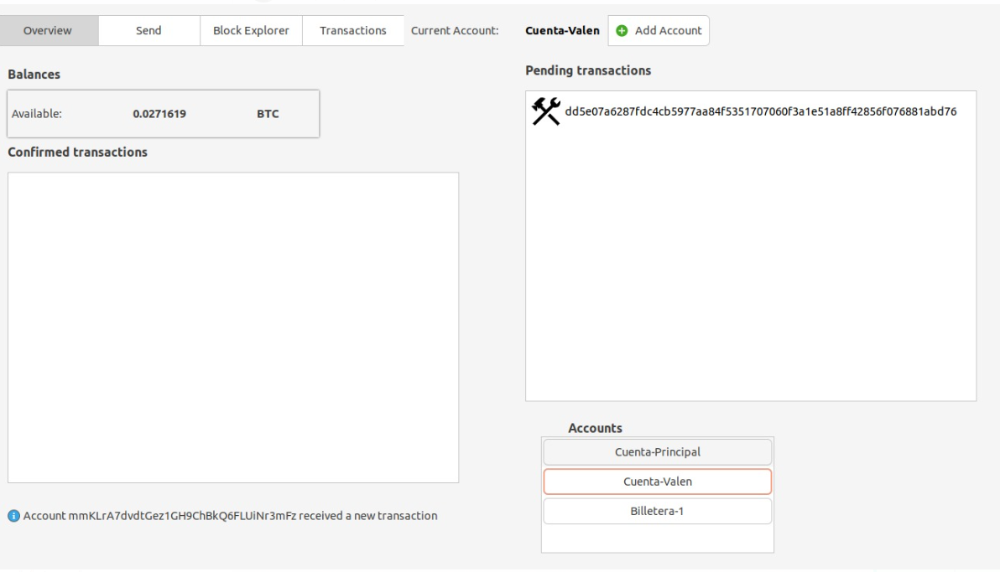 Overview Send Block Explorer Transactions Current Account: Cuenta-Valen Add Account
Balances
Available: 0.0271619 BTC
Confirmed transactions
Account mmKLrA7dvdtGez1GH9ChBkQ6FLUiNr3mFz received a new transaction
Pending transactions
dd5e07a6287fdc4cb5977aa84f5351707060f3a1e51a8ff42856f076881abd76
Accounts
Cuenta-Principal
Cuenta-Valen
Billetera-1